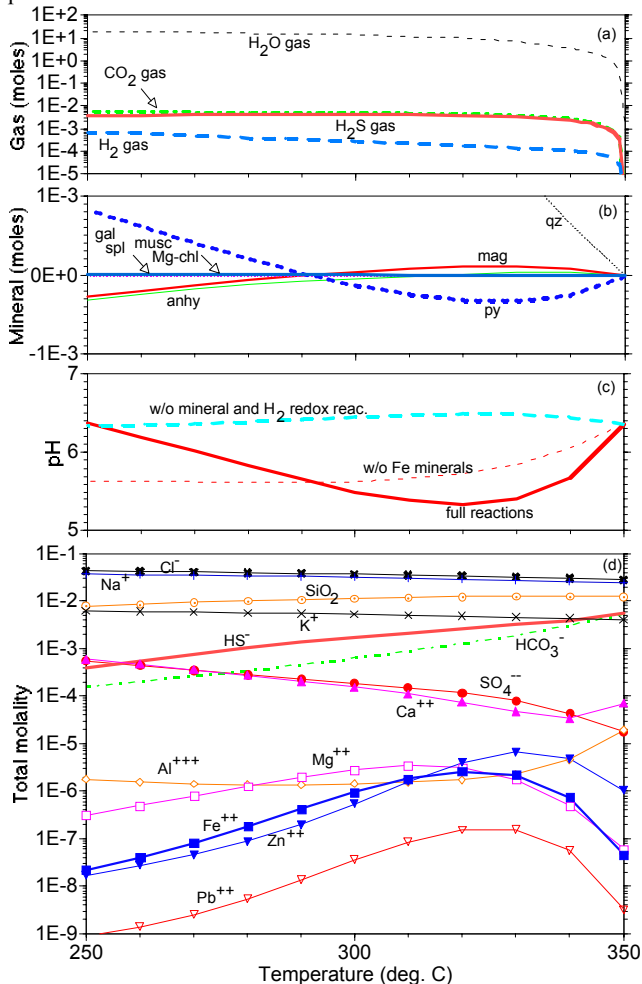 1E+2
1E+1
1E+0
1E-1
1E-2
1E-3
1E-4
1E-5
Gas (moles)
(a)
H2O gas
CO2 gas
H2S gas
H2 gas
1E-3
0E+0
-1E-3
Mineral (moles)
(b)
qz
gal
spl
musc
Mg-chl
mag
anhy
py
7
6
5
pH
(c)
w/o mineral and H2 redox reac.
w/o Fe minerals
full reactions
1E-1
1E-2
1E-3
1E-4
1E-5
1E-6
1E-7
1E-8
1E-9
Total molality
(d)
Cl-
Na+
SiO2
K+
HS-
HCO3-
SO4--
Ca++
Al+++
Mg++
Fe++
Zn++
Pb++
250
300
350
Temperature (deg. C)